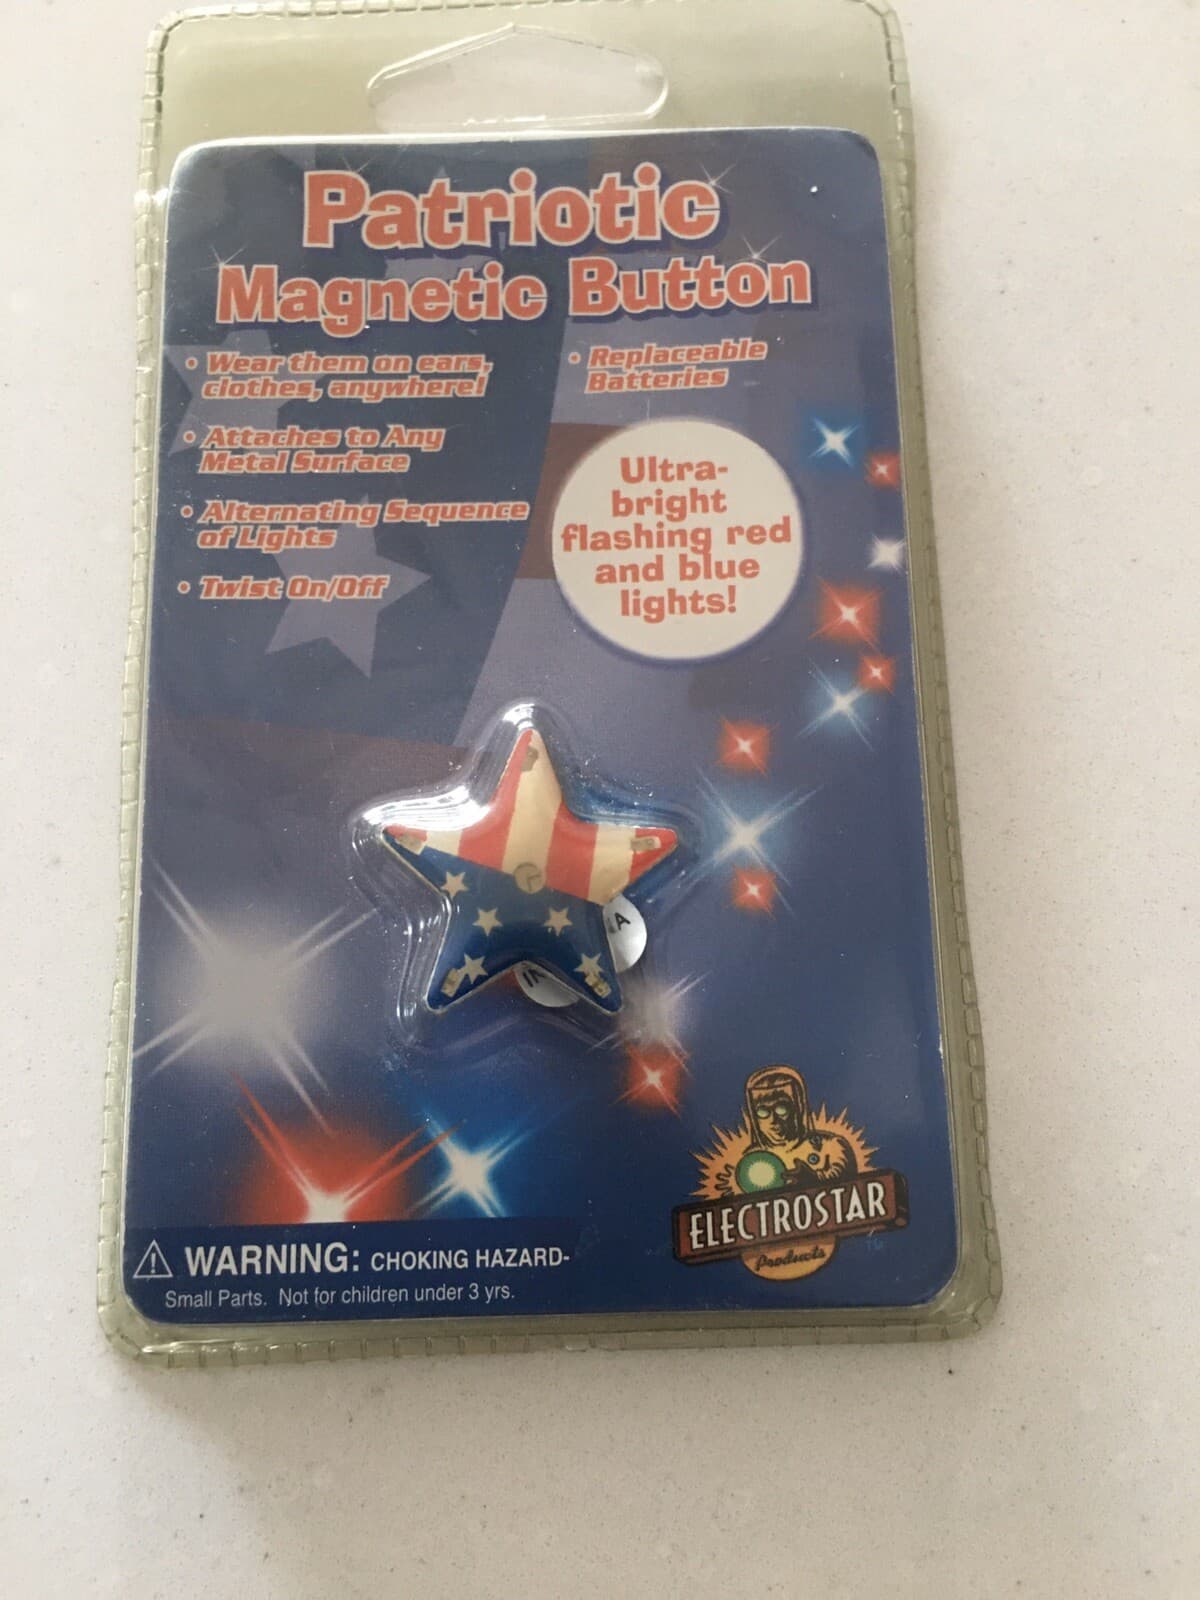 Patriotic
Magnetic Button
• Wear them on ears,
clothes, anywhere!
• Attaches to Any
Metal Surface
• Alternating Sequence
of Lights
• Twist On/Off
• Replaceable
Batteries
Ultra-
bright
flashing red
and blue
lights!
ELECTROSTAR
Products
TM
WARNING: CHOKING HAZARD-
Small Parts. Not for children under 3 yrs.